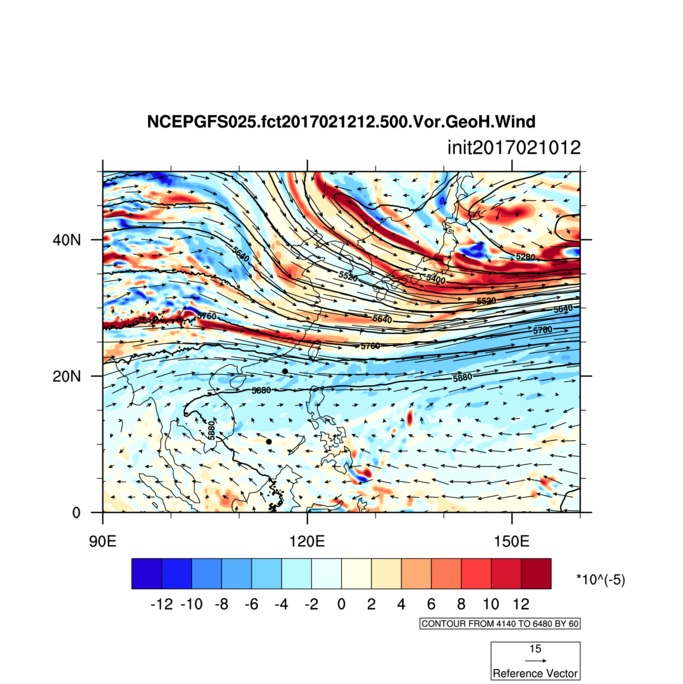 NCEPGFS025.fct2017021212.500.Vor.GeoH.Wind
init2017021012
40N
20N
0
90E 120E 150E
5640
5520
5400
5280
5520
5640
5760
5640
5760
5760
5880
5880
5880
-12 -10 -8 -6 -4 -2 0 2 4 6 8 10 12
*10^(-5)
CONTOUR FROM 4140 TO 6480 BY 60
15
Reference Vector